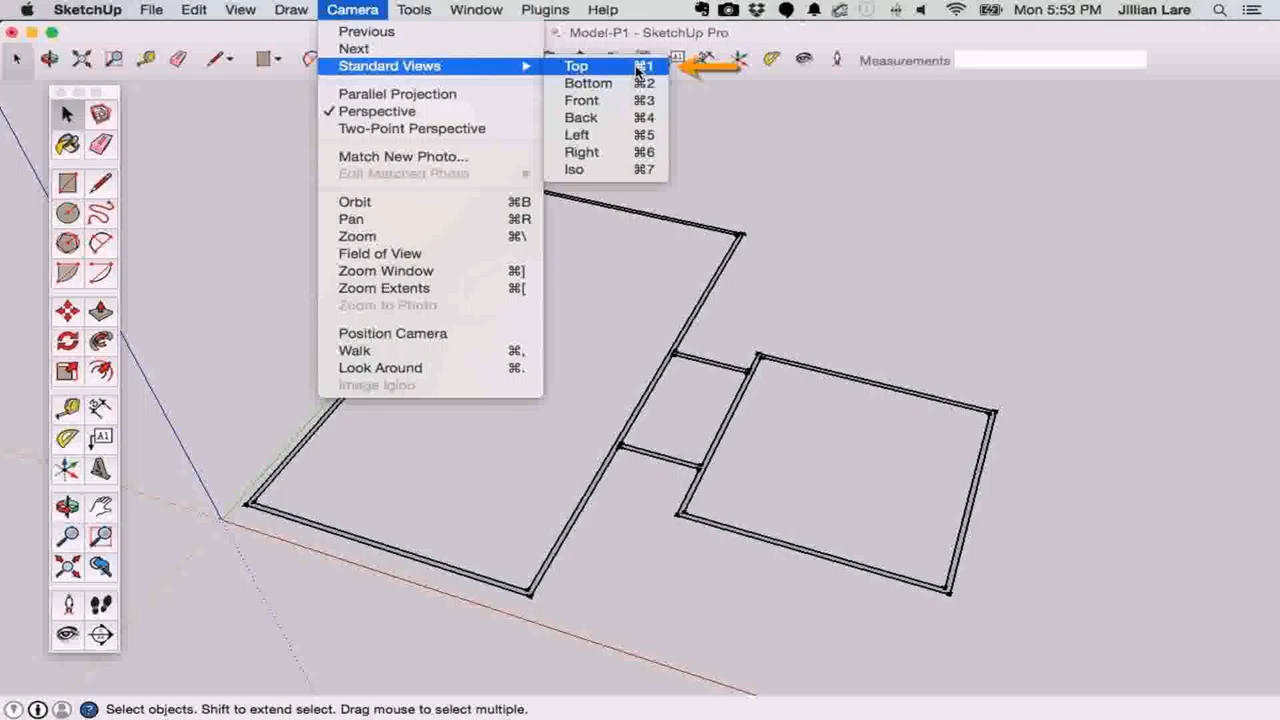 SketchUp File Edit View Draw Camera Tools Window Plugins Help Mon 5:53 PM Jillian Lare
Model-P1 - SketchUp Pro
Measurements
Previous
Next
Standard Views
Parallel Projection
✓ Perspective
Two-Point Perspective
Match New Photo...
Edit Matched Photo
Orbit ⌘B
Pan ⌘R
Zoom ⌘\
Field of View
Zoom Window ⌘]
Zoom Extents ⌘[
Zoom to Photo
Position Camera
Walk ⌘,
Look Around ⌘.
Image Igloo
Top ⌘1
Bottom ⌘2
Front ⌘3
Back ⌘4
Left ⌘5
Right ⌘6
Iso ⌘7
A1
A1
Select objects. Shift to extend select. Drag mouse to select multiple.